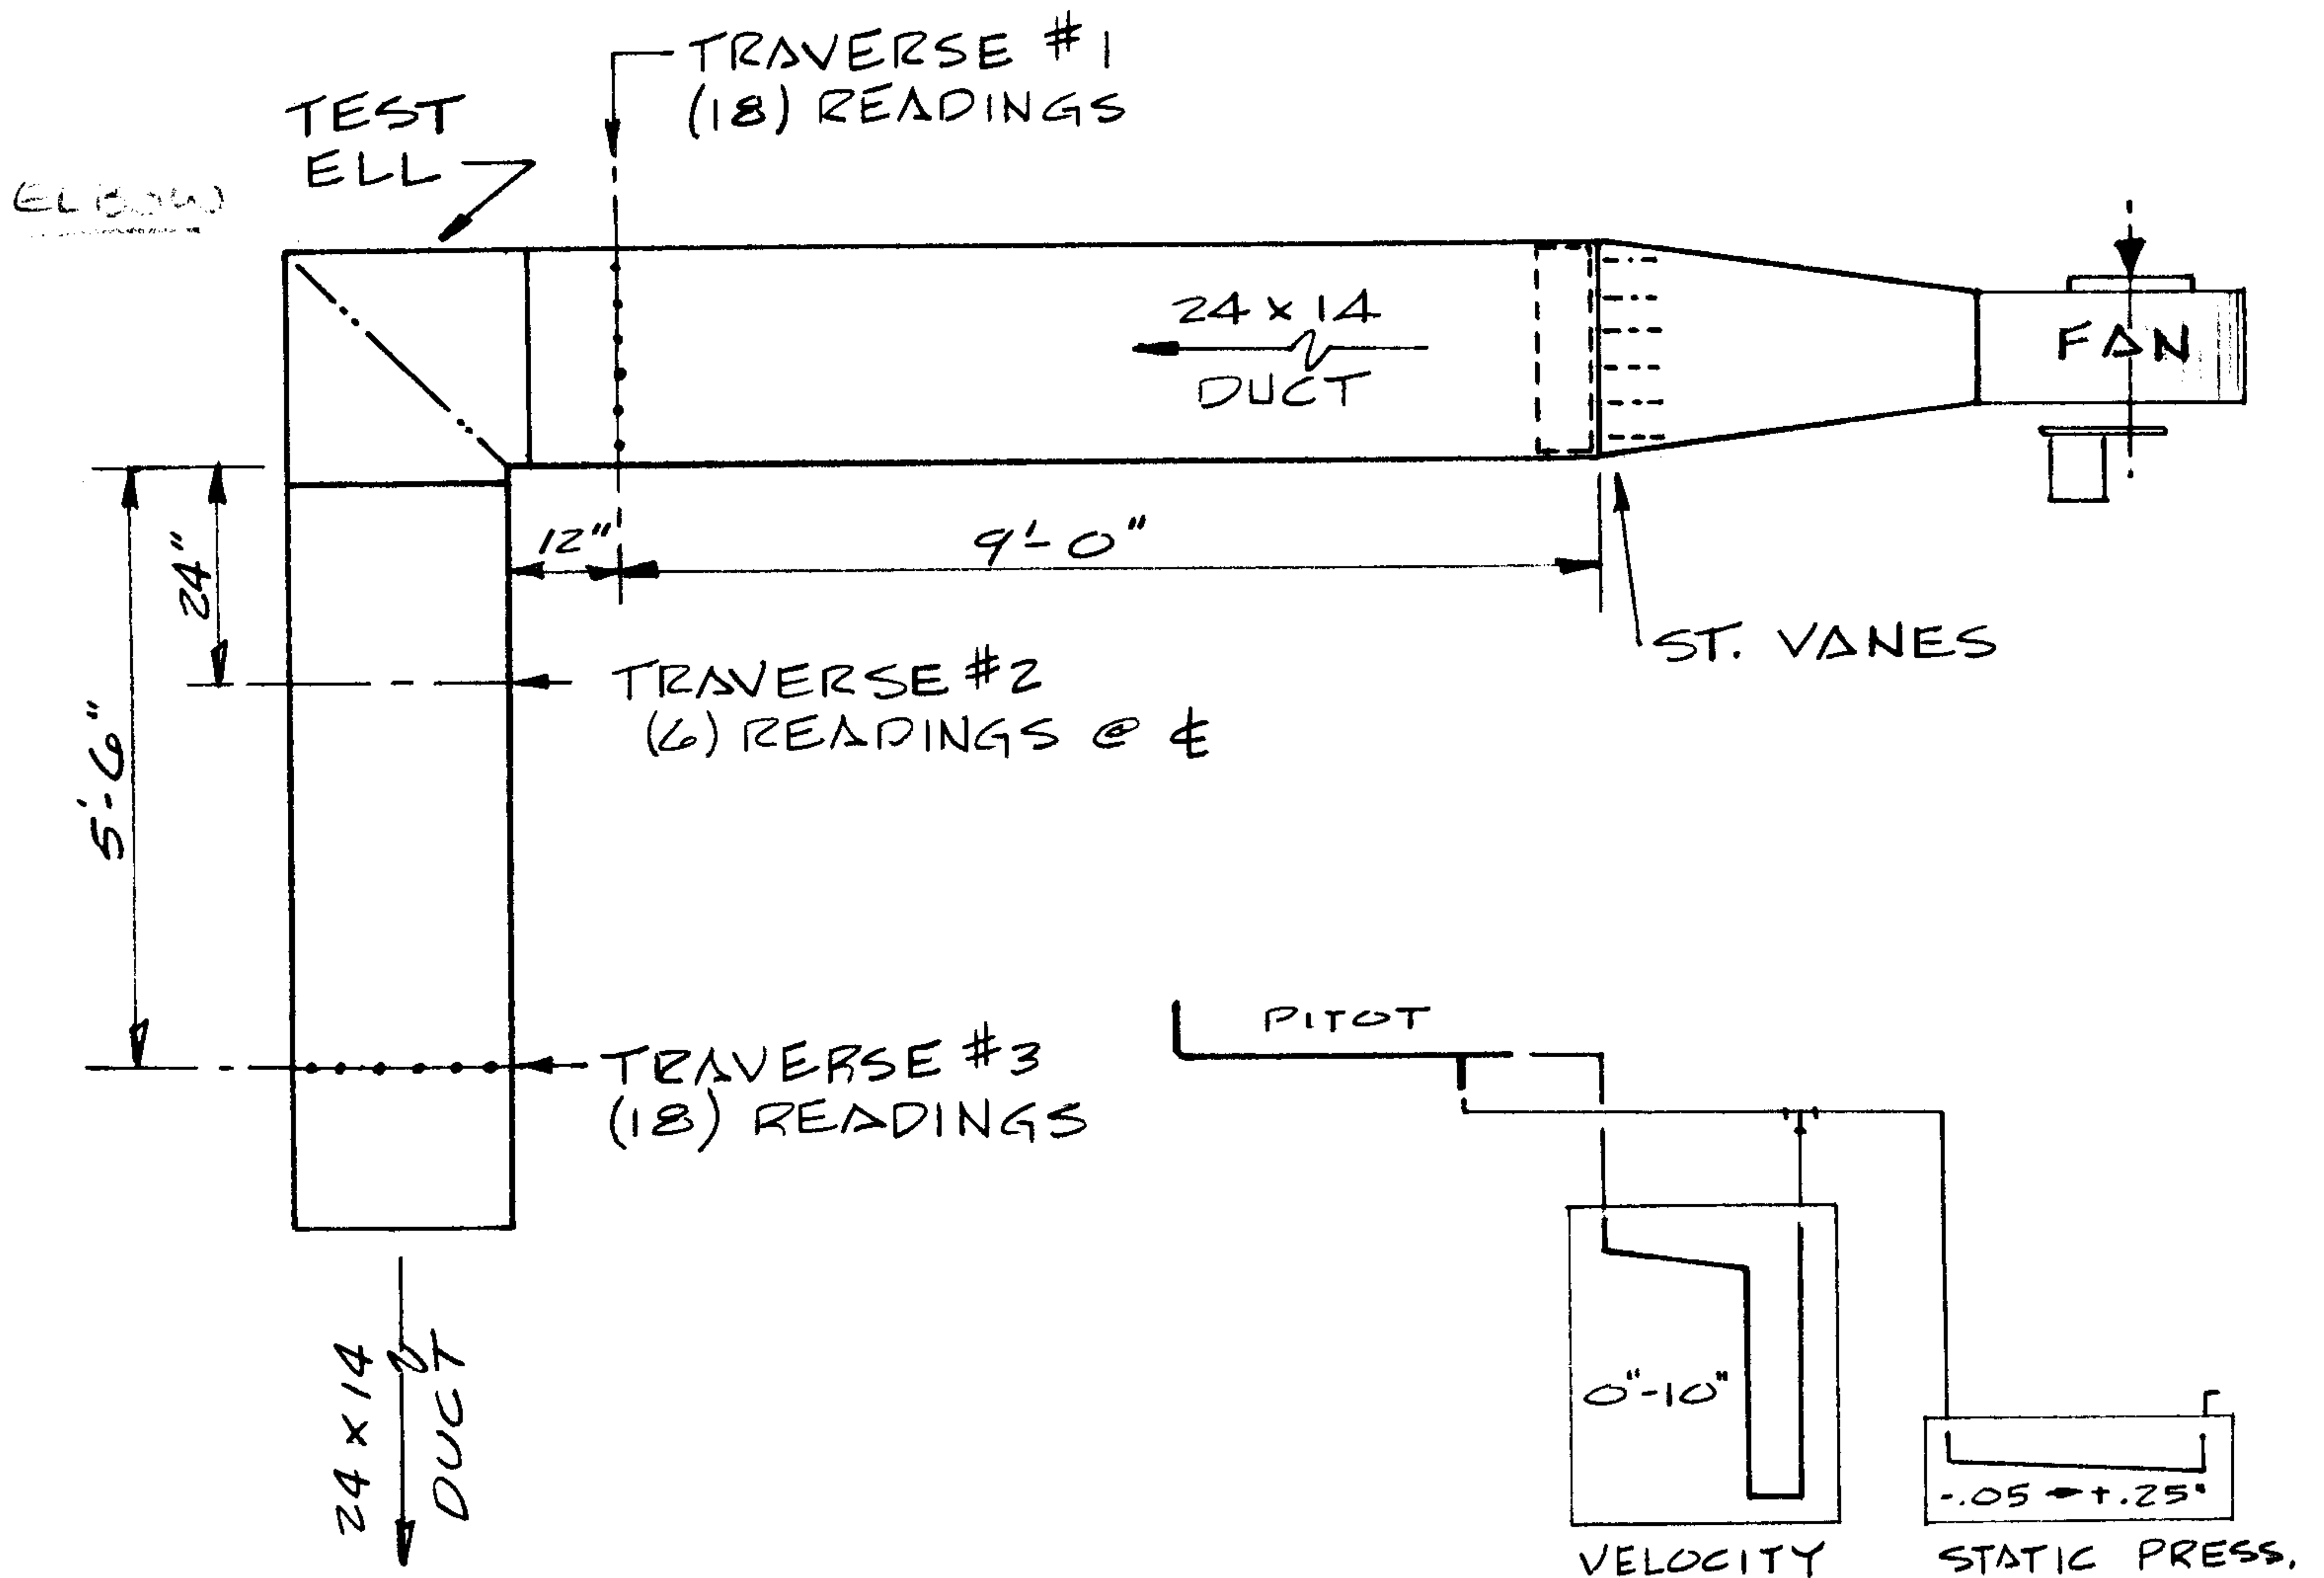 TRAVERSE #1
(18) READINGS
TEST
ELL
(ELBOW)
24 x 14
DUCT
FAN
12"
9'-0"
24"
5'-6"
ST. VANES
TRAVERSE #2
(6) READINGS @ ℄
TRAVERSE #3
(18) READINGS
24 x 14
DUCT
PITOT
0"-10"
VELOCITY
-.05 → +.25"
STATIC PRESS.